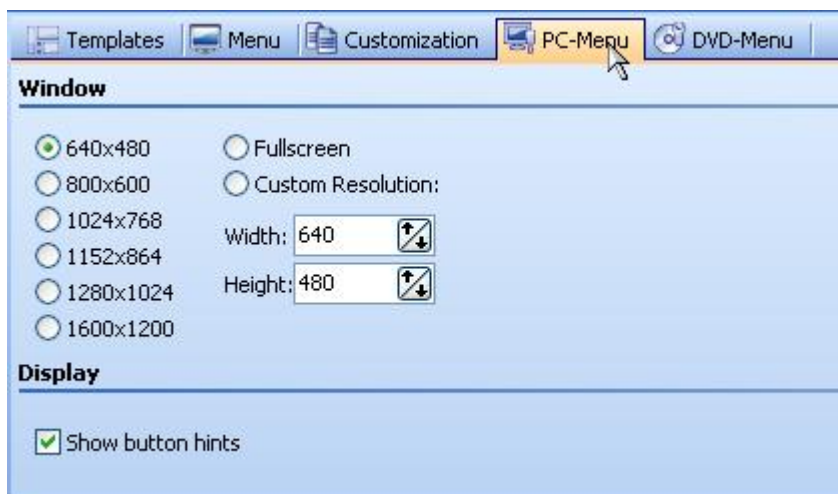 Templates Menu Customization PC-Menu DVD-Menu
Window
640x480
800x600
1024x768
1152x864
1280x1024
1600x1200
Fullscreen
Custom Resolution:
Width: 640
Height: 480
Display
Show button hints